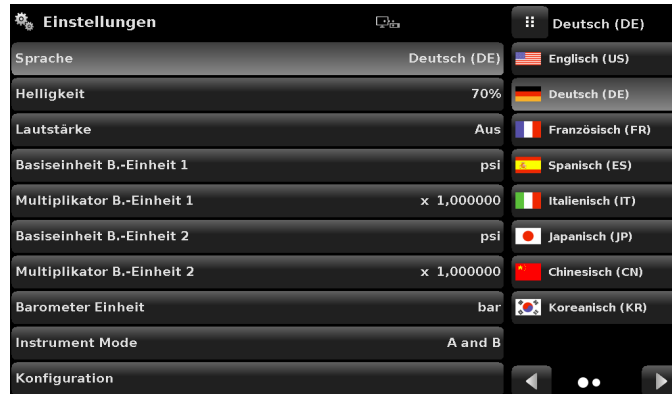 Einstellungen
Sprache Deutsch (DE)
Helligkeit 70%
Lautstärke Aus
Basiseinheit B.-Einheit 1 psi
Multiplikator B.-Einheit 1 x 1,000000
Basiseinheit B.-Einheit 2 psi
Multiplikator B.-Einheit 2 x 1,000000
Barometer Einheit bar
Instrument Mode A and B
Konfiguration
Deutsch (DE)
Englisch (US)
Deutsch (DE)
Französisch (FR)
Spanisch (ES)
Italienisch (IT)
Japanisch (JP)
Chinesisch (CN)
Koreanisch (KR)